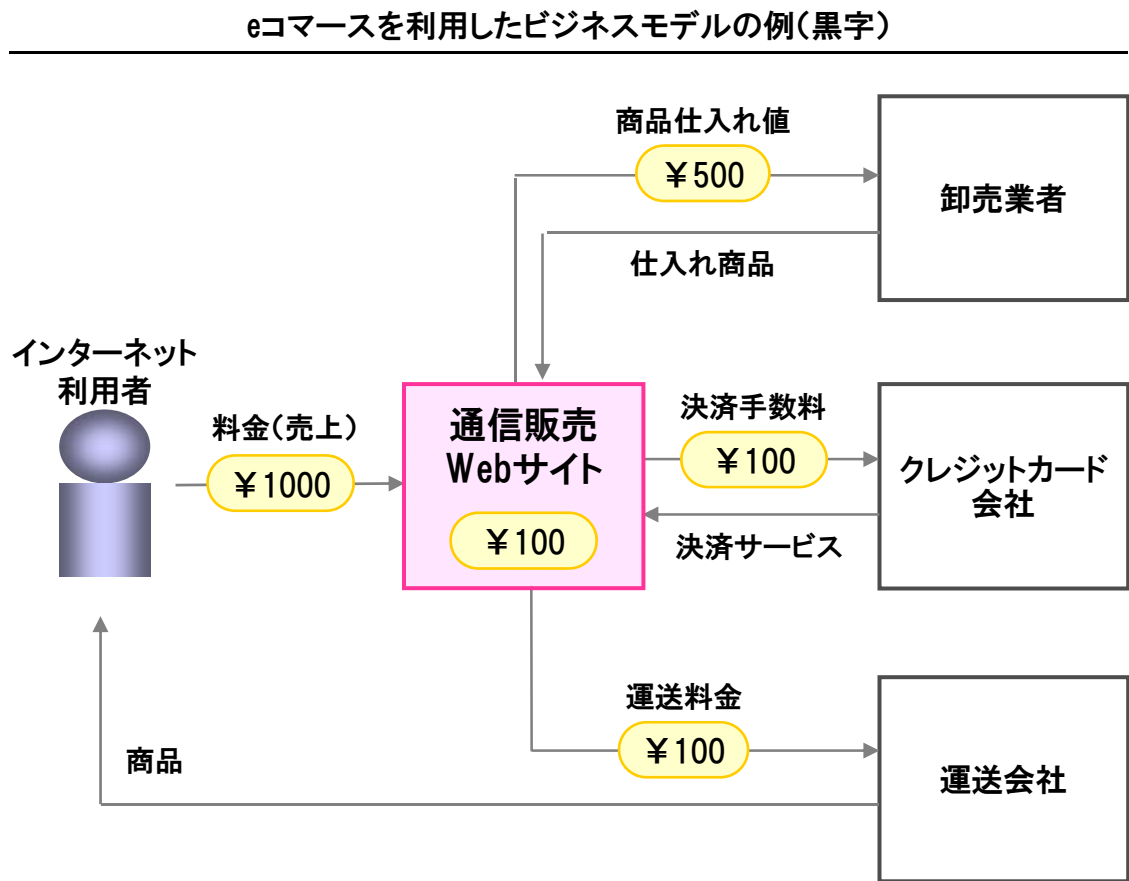 eコマースを利用したビジネスモデルの例(黒字)
商品仕入れ値
¥500
卸売業者
仕入れ商品
インターネット
利用者
料金(売上)
¥1000
通信販売
Webサイト
¥100
決済手数料
¥100
クレジットカード
会社
決済サービス
運送料金
¥100
運送会社
商品